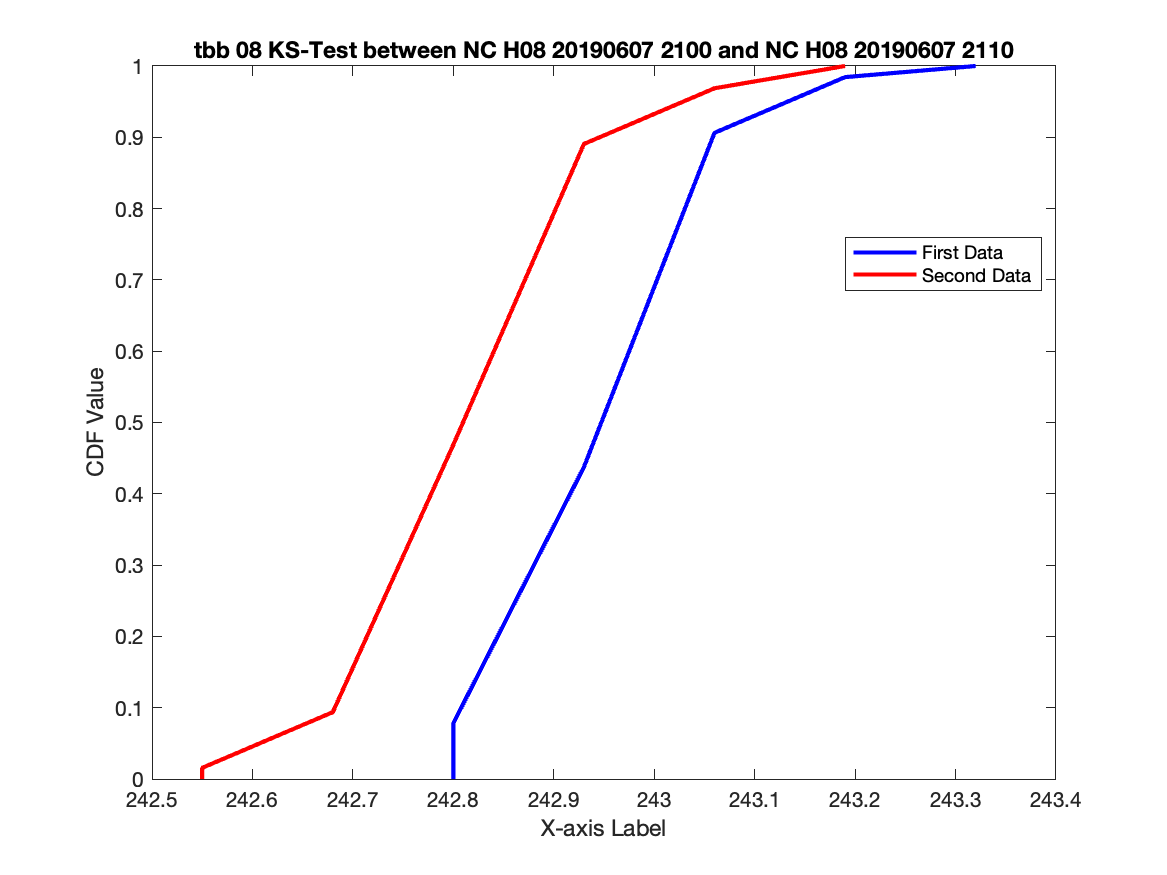 tbb 08 KS-Test between NC H08 20190607 2100 and NC H08 20190607 2110
1
0.9
0.8
0.7
0.6
0.5
0.4
0.3
0.2
0.1
0
CDF Value
First Data
Second Data
242.5 242.6 242.7 242.8 242.9 243 243.1 243.2 243.3 243.4
X-axis Label